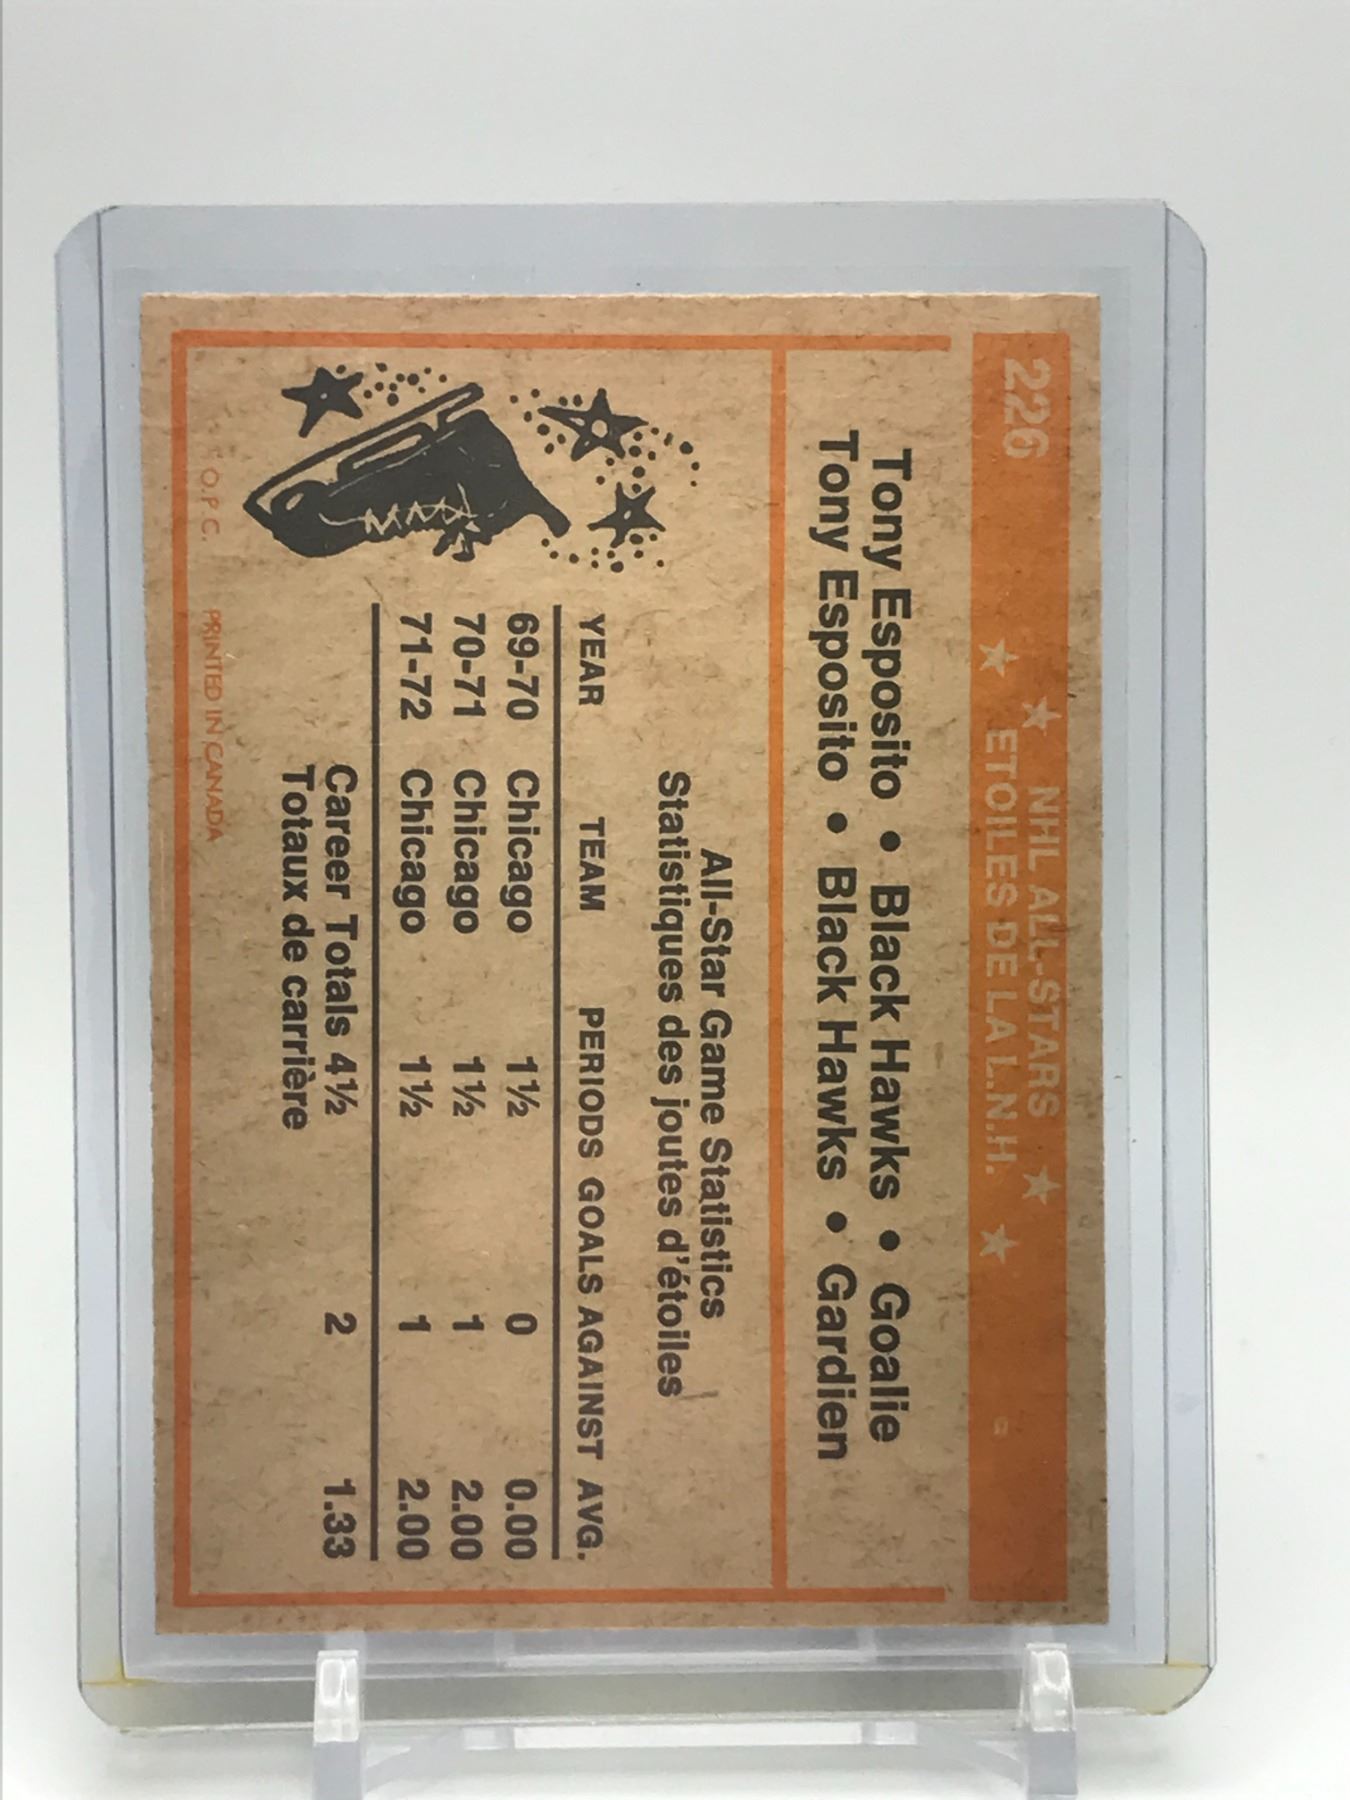 226
★ NHL ALL-STARS ★
★ ETOILES DE LA L.N.H. ★
Tony Esposito • Black Hawks • Goalie
Tony Esposito • Black Hawks • Gardien
All-Star Game Statistics
Statistiques des joutes d'étoiles
YEAR TEAM PERIODS GOALS AGAINST AVG.
69-70 Chicago 1½ 0 0.00
70-71 Chicago 1½ 1 2.00
71-72 Chicago 1½ 1 2.00
Career Totals 4½ 2 1.33
Totaux de carrière
O.P.C. PRINTED IN CANADA